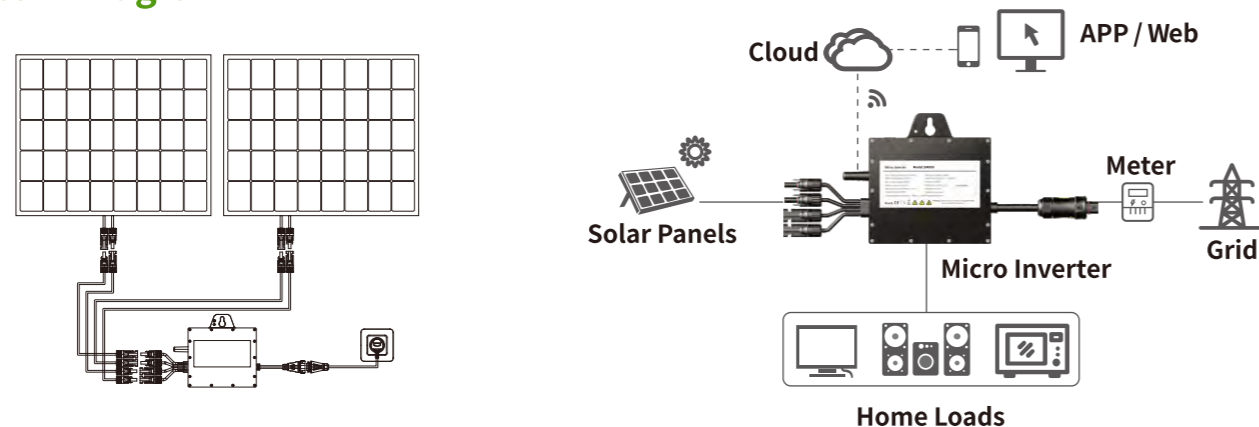 Cloud
APP / Web
Meter
Solar Panels
Micro Inverter
Grid
Home Loads